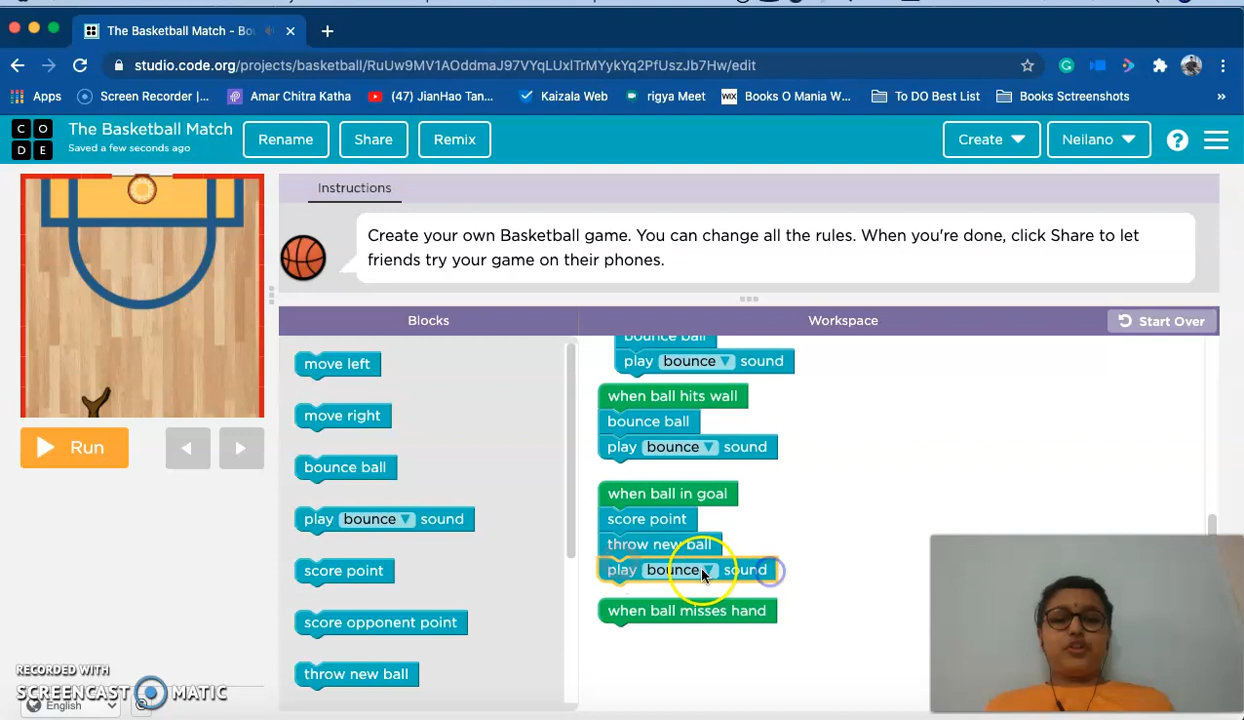 The Basketball Match - Bo
studio.code.org/projects/basketball/RuUw9MV1AOddmaJ97VYqLUxlTrMYykYq2PfUszJb7Hw/edit
Apps
Screen Recorder |...
Amar Chitra Katha
(47) JianHao Tan...
Kaizala Web
rigya Meet
WIX
Books O Mania W...
To DO Best List
Books Sctreenshots
»
C O
D E
The Basketball Match
Saved a few seconds ago
Rename
Share
Remix
Create
Neilano
?
Instructions
Create your own Basketball game. You can change all the rules. When you're done, click Share to let
friends try your game on their phones.
Blocks
Workspace
Start Over
Run
move left
move right
bounce ball
play bounce sound
score point
score opponent point
throw new ball
bounce ball
play bounce sound
when ball hits wall
bounce ball
play bounce sound
when ball in goal
score point
throw new ball
play bounce sound
when ball misses hand
RECORDED WITH
SCREENCAST MATIC
English